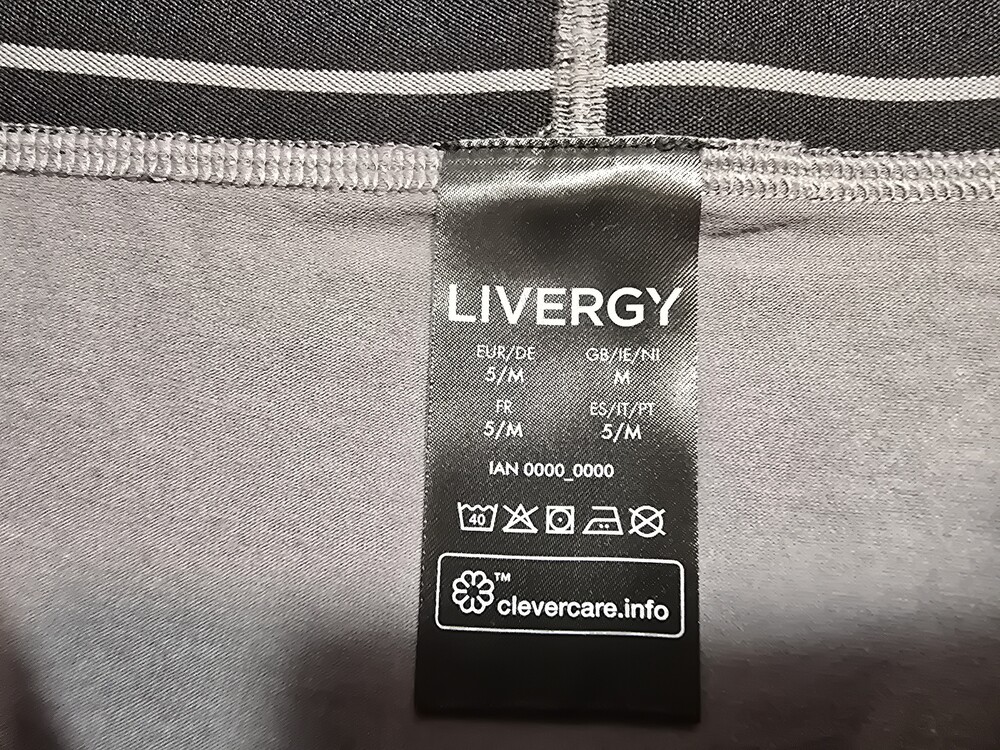 LIVERGY
EUR/DE GB/IE/NI
5/M M
FR ES/IT/PT
5/M 5/M
IAN 0000_0000
40
™
clevercare.info